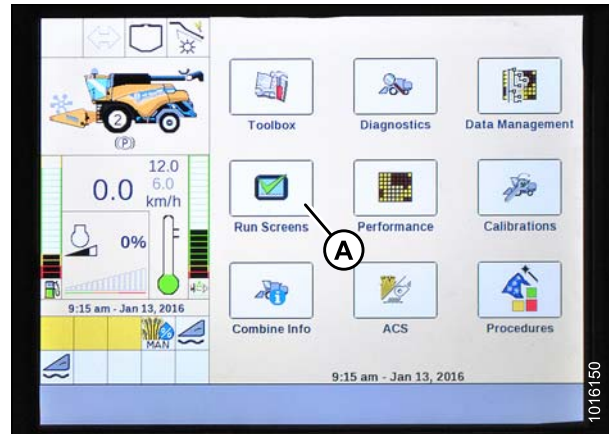 2
(P)
12.0
6.0
0.0 km/h
0%
F
9:15 am - Jan 13, 2016
MAN
Toolbox
Diagnostics
Data Management
Run Screens
Performance
Calibrations
A
Combine Info
ACS
Procedures
9:15 am - Jan 13, 2016
1016150